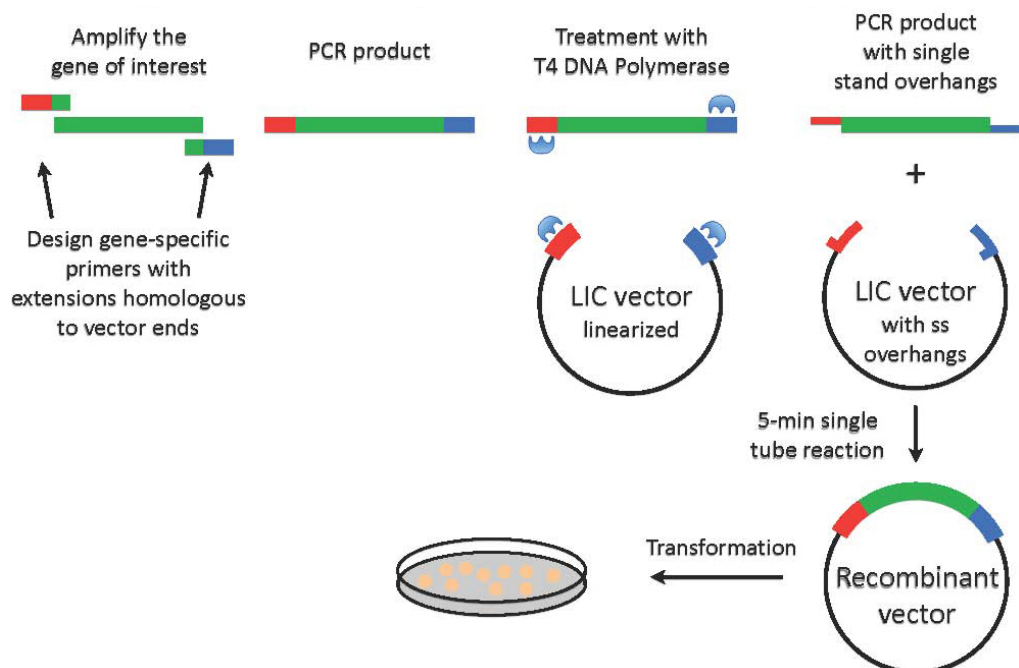 Amplify the
gene of interest
PCR product
Treatment with
T4 DNA Polymerase
PCR product
with single
stand overhangs
+
Design gene-specific
primers with
extensions homologous
to vector ends
LIC vector
linearized
LIC vector
with ss
overhangs
5-min single
tube reaction
Transformation
Recombinant
vector